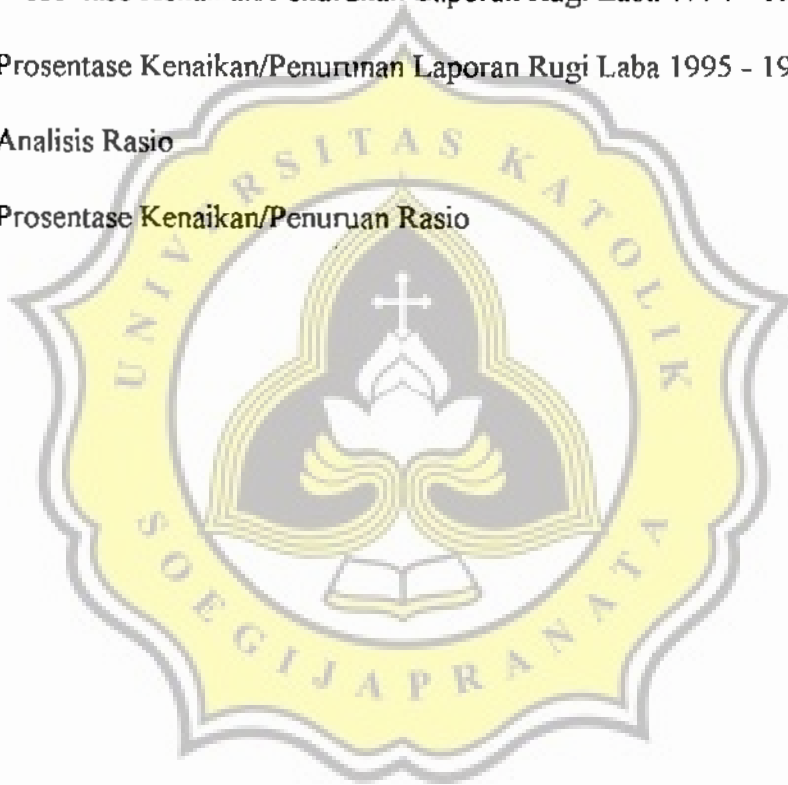 Prosentase Kenaikan/Penurunan Laporan Rugi Laba 1995 - 19
Analisis Rasio
Prosentase Kenaikan/Penuruan Rasio
UNIVERSITAS KATOLIK
SOEGIJAPRANATA